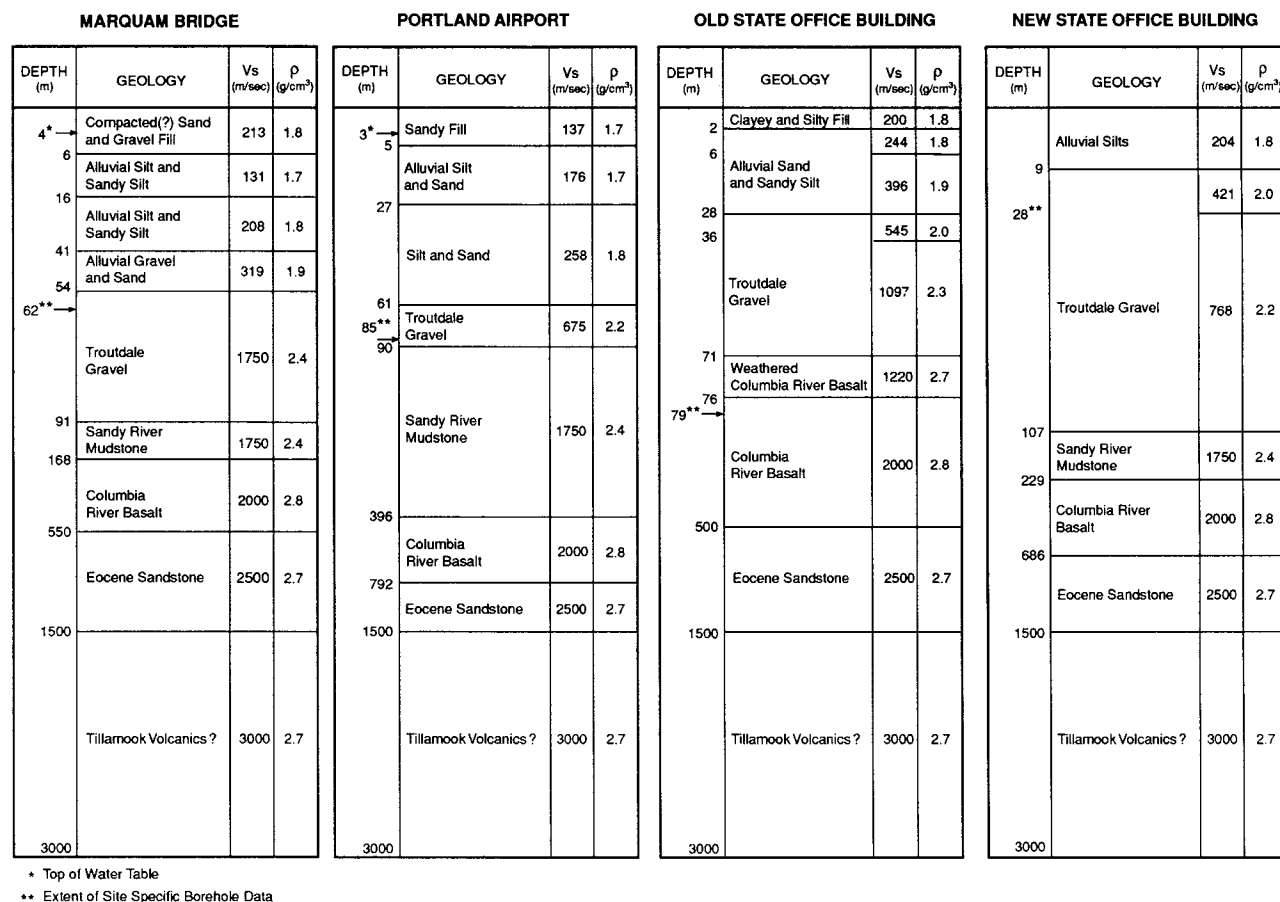 MARQUAM BRIDGE
DEPTH (m) GEOLOGY Vs (m/sec) ρ (g/cm³)
4* Compacted(?) Sand and Gravel Fill 213 1.8
6
Alluvial Silt and Sandy Silt 131 1.7
16
Alluvial Silt and Sandy Silt 208 1.8
41
Alluvial Gravel and Sand 319 1.9
54
62**
Troutdale Gravel 1750 2.4
91
Sandy River Mudstone 1750 2.4
168
Columbia River Basalt 2000 2.8
550
Eocene Sandstone 2500 2.7
1500
Tillamook Volcanics ? 3000 2.7
3000
PORTLAND AIRPORT
DEPTH (m) GEOLOGY Vs (m/sec) ρ (g/cm³)
3* Sandy Fill 137 1.7
5
Alluvial Silt and Sand 176 1.7
27
Silt and Sand 258 1.8
61
Troutdale Gravel 675 2.2
85**
90
Sandy River Mudstone 1750 2.4
396
Columbia River Basalt 2000 2.8
792
Eocene Sandstone 2500 2.7
1500
Tillamook Volcanics ? 3000 2.7
3000
OLD STATE OFFICE BUILDING
DEPTH (m) GEOLOGY Vs (m/sec) ρ (g/cm³)
Clayey and Silty Fill 200 1.8
2
244 1.8
6
Alluvial Sand and Sandy Silt 396 1.9
28
545 2.0
36
Troutdale Gravel 1097 2.3
71
Weathered Columbia River Basalt 1220 2.7
76
79**
Columbia River Basalt 2000 2.8
500
Eocene Sandstone 2500 2.7
1500
Tillamook Volcanics ? 3000 2.7
3000
NEW STATE OFFICE BUILDING
DEPTH (m) GEOLOGY Vs (m/sec) ρ (g/cm³)
Alluvial Silts 204 1.8
9
421 2.0
28**
Troutdale Gravel 768 2.2
107
Sandy River Mudstone 1750 2.4
229
Columbia River Basalt 2000 2.8
686
Eocene Sandstone 2500 2.7
1500
Tillamook Volcanics ? 3000 2.7
3000
* Top of Water Table
** Extent of Site Specific Borehole Data